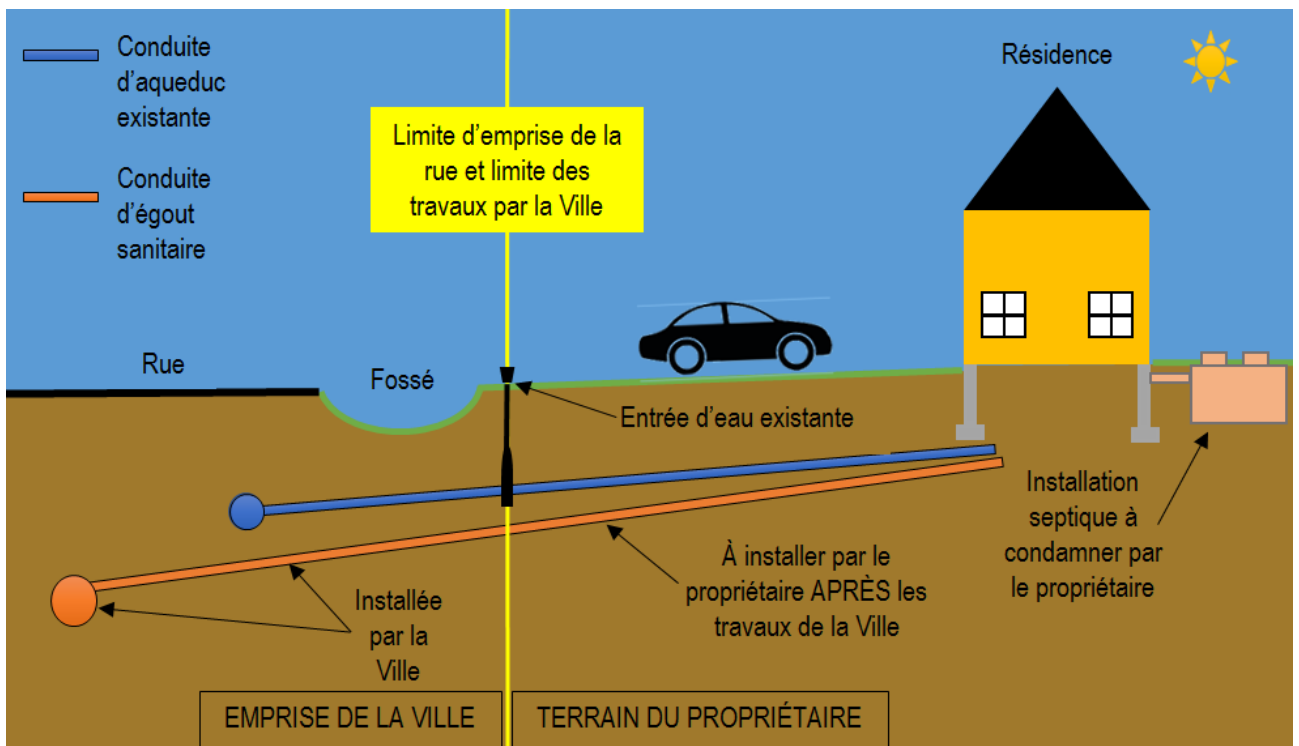 Conduite
d'aqueduc
existante
Conduite
d'égout
sanitaire
Limite d'emprise de la
rue et limite des
travaux par la Ville
Résidence
Rue
Fossé
Entrée d'eau existante
Installation
septique à
condamner par
le propriétaire
À installer par le
propriétaire APRÈS les
travaux de la Ville
Installée
par la
Ville
EMPRISE DE LA VILLE
TERRAIN DU PROPRIÉTAIRE